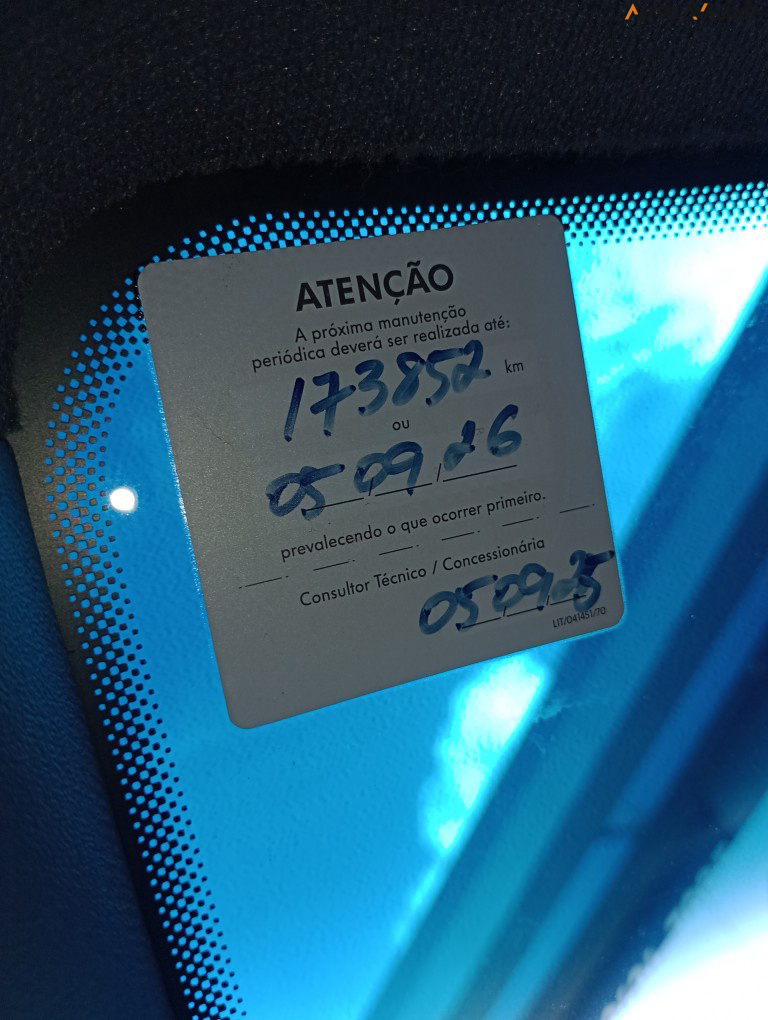 ATENÇÃO
A próxima manutenção
periódica deverá ser realizada até:
173852 km
ou
05/09/26
prevalecendo o que ocorrer primeiro.
Consultor Técnico / Concessionária
05/09/25
LIT/041451/70